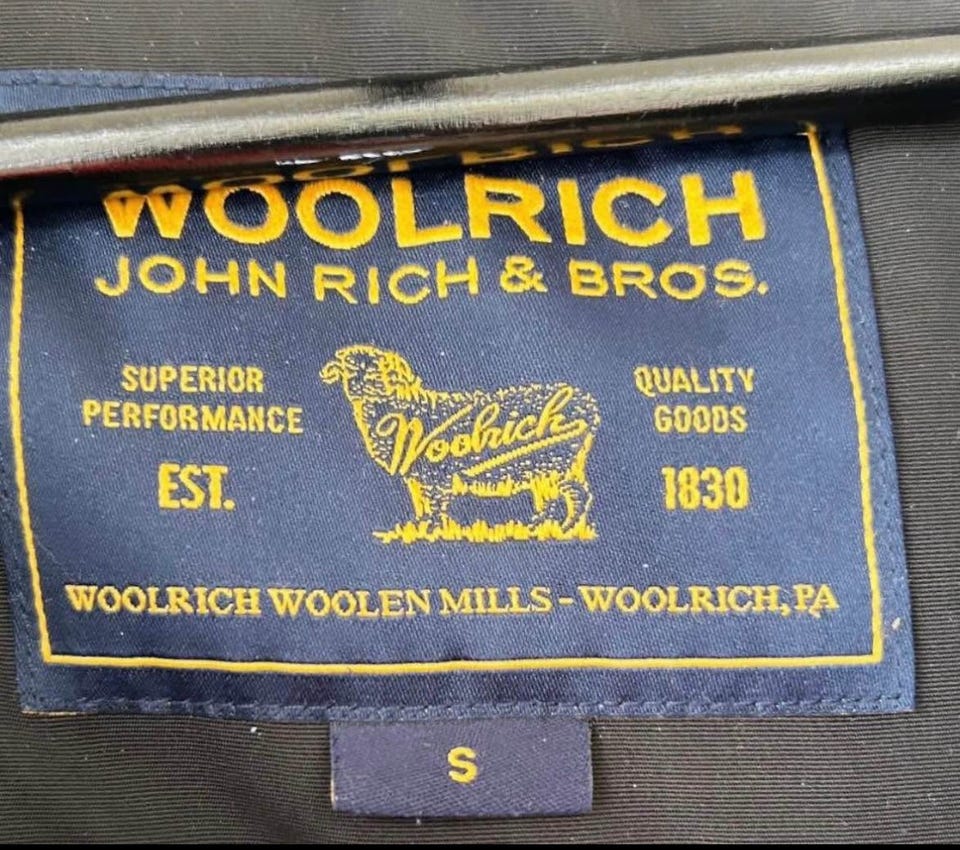 WOOLRICH
JOHN RICH & BROS.
SUPERIOR
PERFORMANCE
EST.
Woolrich
QUALITY
GOODS
1830
WOOLRICH WOOLEN MILLS - WOOLRICH, PA
S